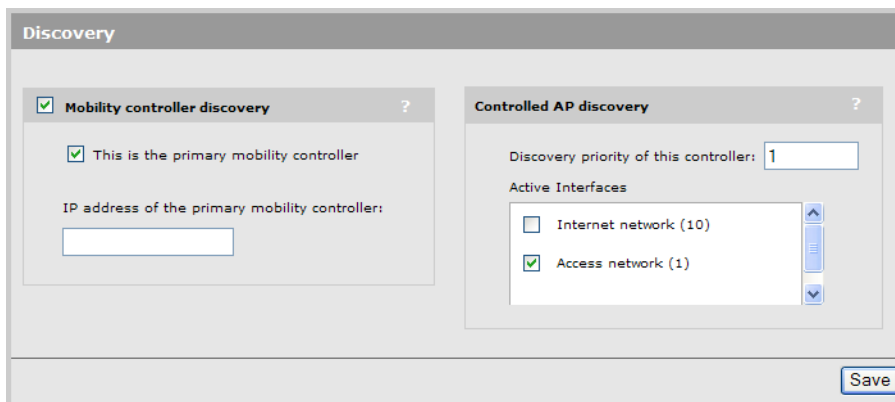 Discovery
Mobility controller discovery ?
This is the primary mobility controller
IP address of the primary mobility controller:
Controlled AP discovery ?
Discovery priority of this controller: 1
Active Interfaces
Internet network (10)
Access network (1)
Save